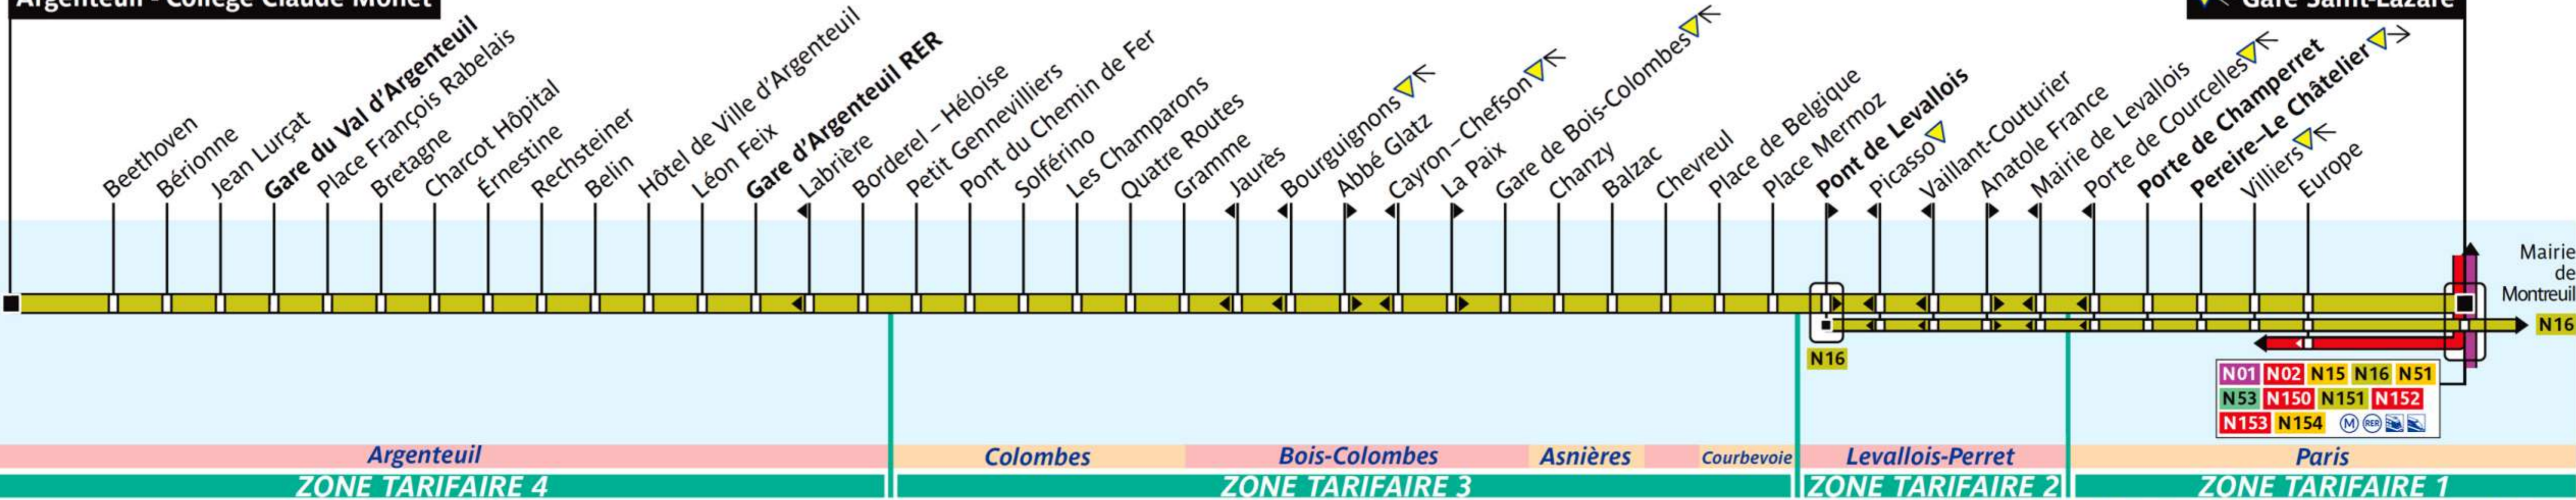 Argenteuil - Collège Claude Monet
Gare Saint-Lazare
Beethoven
Bérionne
Jean Lurçat
Gare du Val d'Argenteuil
Place François Rabelais
Bretagne
Charcot Hôpital
Érnestine
Rechsteiner
Belin
Hôtel de Ville d'Argenteuil
Léon Feix
Gare d'Argenteuil RER
Labrière
Borderel – Héloise
Petit Gennevilliers
Pont du Chemin de Fer
Solférino
Les Champarons
Quatre Routes
Gramme
Jaurès
Bourguignons
Abbé Glatz
Cayron – Chefson
La Paix
Gare de Bois-Colombes
Chanzy
Balzac
Chevreul
Place de Belgique
Place Mermoz
Pont de Levallois
Picasso
Vaillant-Couturier
Anatole France
Mairie de Levallois
Porte de Courcelles
Porte de Champerret
Pereire–Le Châtelier
Villiers
Europe
Mairie
de
Montreuil
N16
N16
N01 N02 N15 N16 N51
N53 N150 N151 N152
N153 N154 M RER
Argenteuil Colombes Bois-Colombes Asnières Courbevoie Levallois-Perret Paris
ZONE TARIFAIRE 4 ZONE TARIFAIRE 3 ZONE TARIFAIRE 2 ZONE TARIFAIRE 1